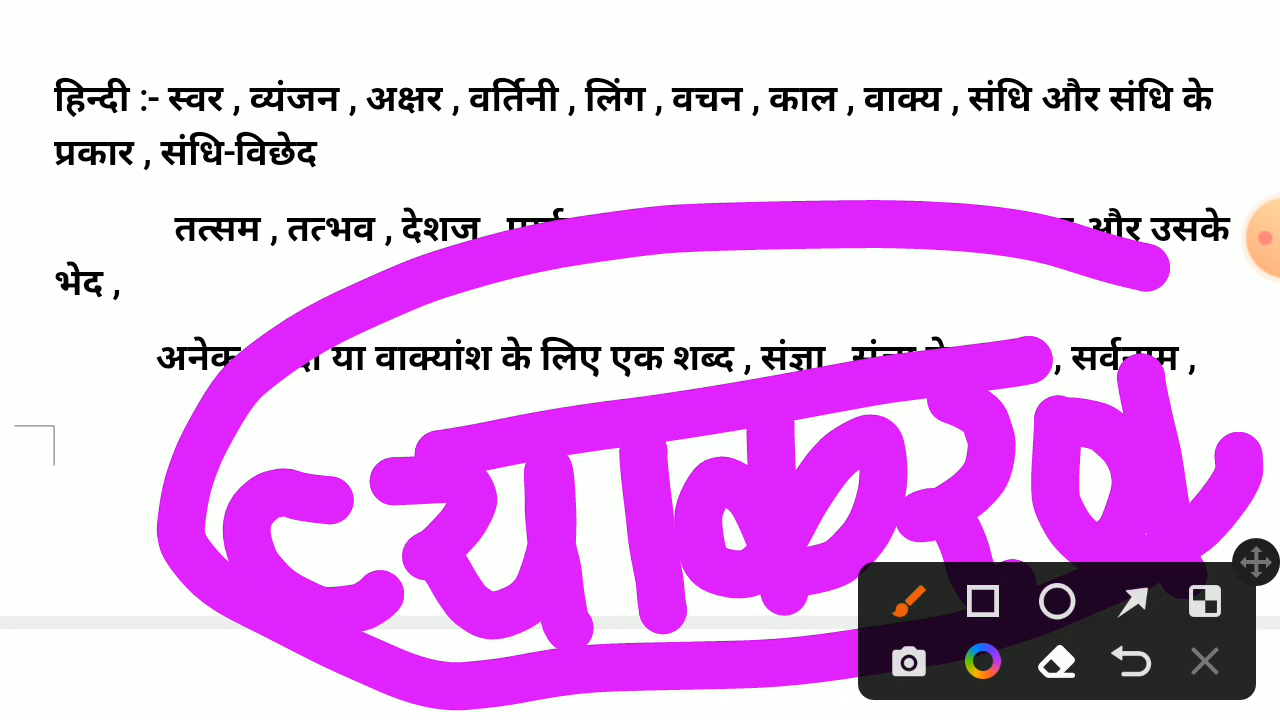 हिन्दी :- स्वर , व्यंजन , अक्षर , वर्तिनी , लिंग , वचन , काल , वाक्य , संधि और संधि के
प्रकार , संधि-विछेद
तत्सम , तत्भव , देशज , और उसके
भेद ,
अनेक या वाक्यांश के लिए एक शब्द , संज्ञा , , सर्वनाम ,
व्याकरण